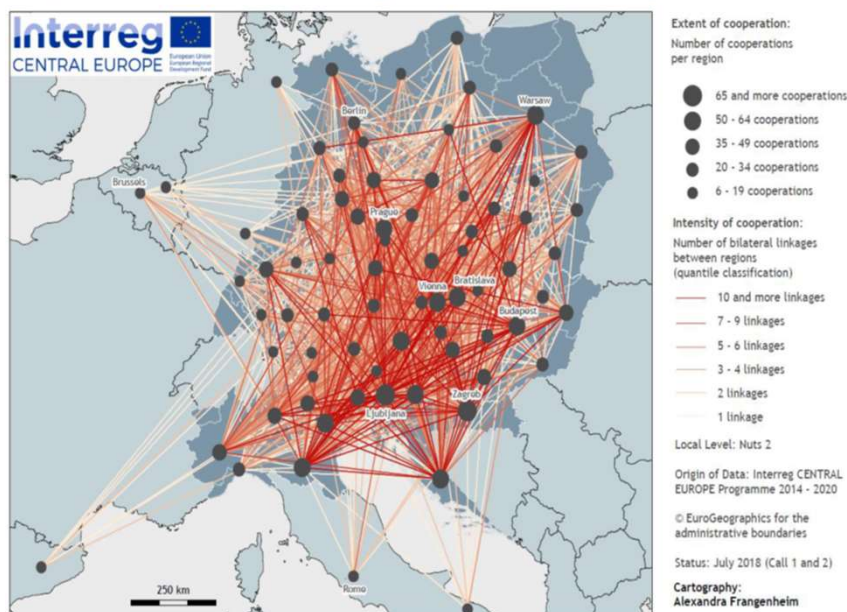 Interreg
CENTRAL EUROPE
European Union
European Regional
Development Fund
Berlin
Warsaw
Brussels
Prague
Vienna
Bratislava
Budapest
Ljubljana
Zagreb
Rome
250 km
Extent of cooperation:
Number of cooperations
per region
65 and more cooperations
50 - 64 cooperations
35 - 49 cooperations
20 - 34 cooperations
6 - 19 cooperations
Intensity of cooperation:
Number of bilateral linkages
between regions
(quantile classification)
10 and more linkages
7 - 9 linkages
5 - 6 linkages
3 - 4 linkages
2 linkages
1 linkage
Local Level: Nuts 2
Origin of Data: Interreg CENTRAL
EUROPE Programme 2014 - 2020
© EuroGeographics for the
administrative boundaries
Status: July 2018 (Call 1 and 2)
Cartography:
Alexandra Frangenheim